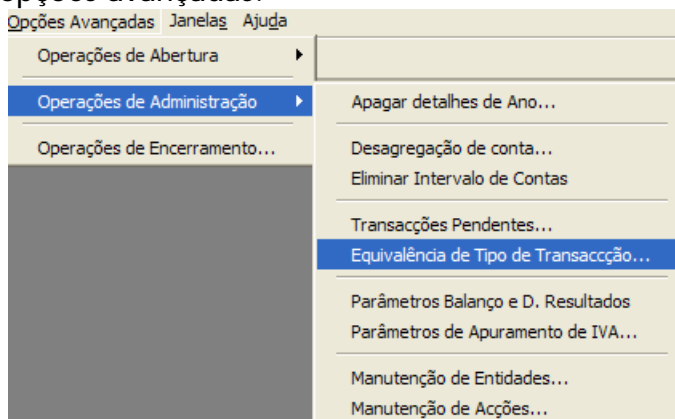 opções avançadas.
Opções Avançadas Janelas Ajuda
Operações de Abertura
Operações de Administração
Operações de Encerramento...
Apagar detalhes de Ano...
Desagregação de conta...
Eliminar Intervalo de Contas
Transacções Pendentes...
Equivalência de Tipo de Transaccção...
Parâmetros Balanço e D. Resultados
Parâmetros de Apuramento de IVA...
Manutenção de Entidades...
Manutenção de Acções...